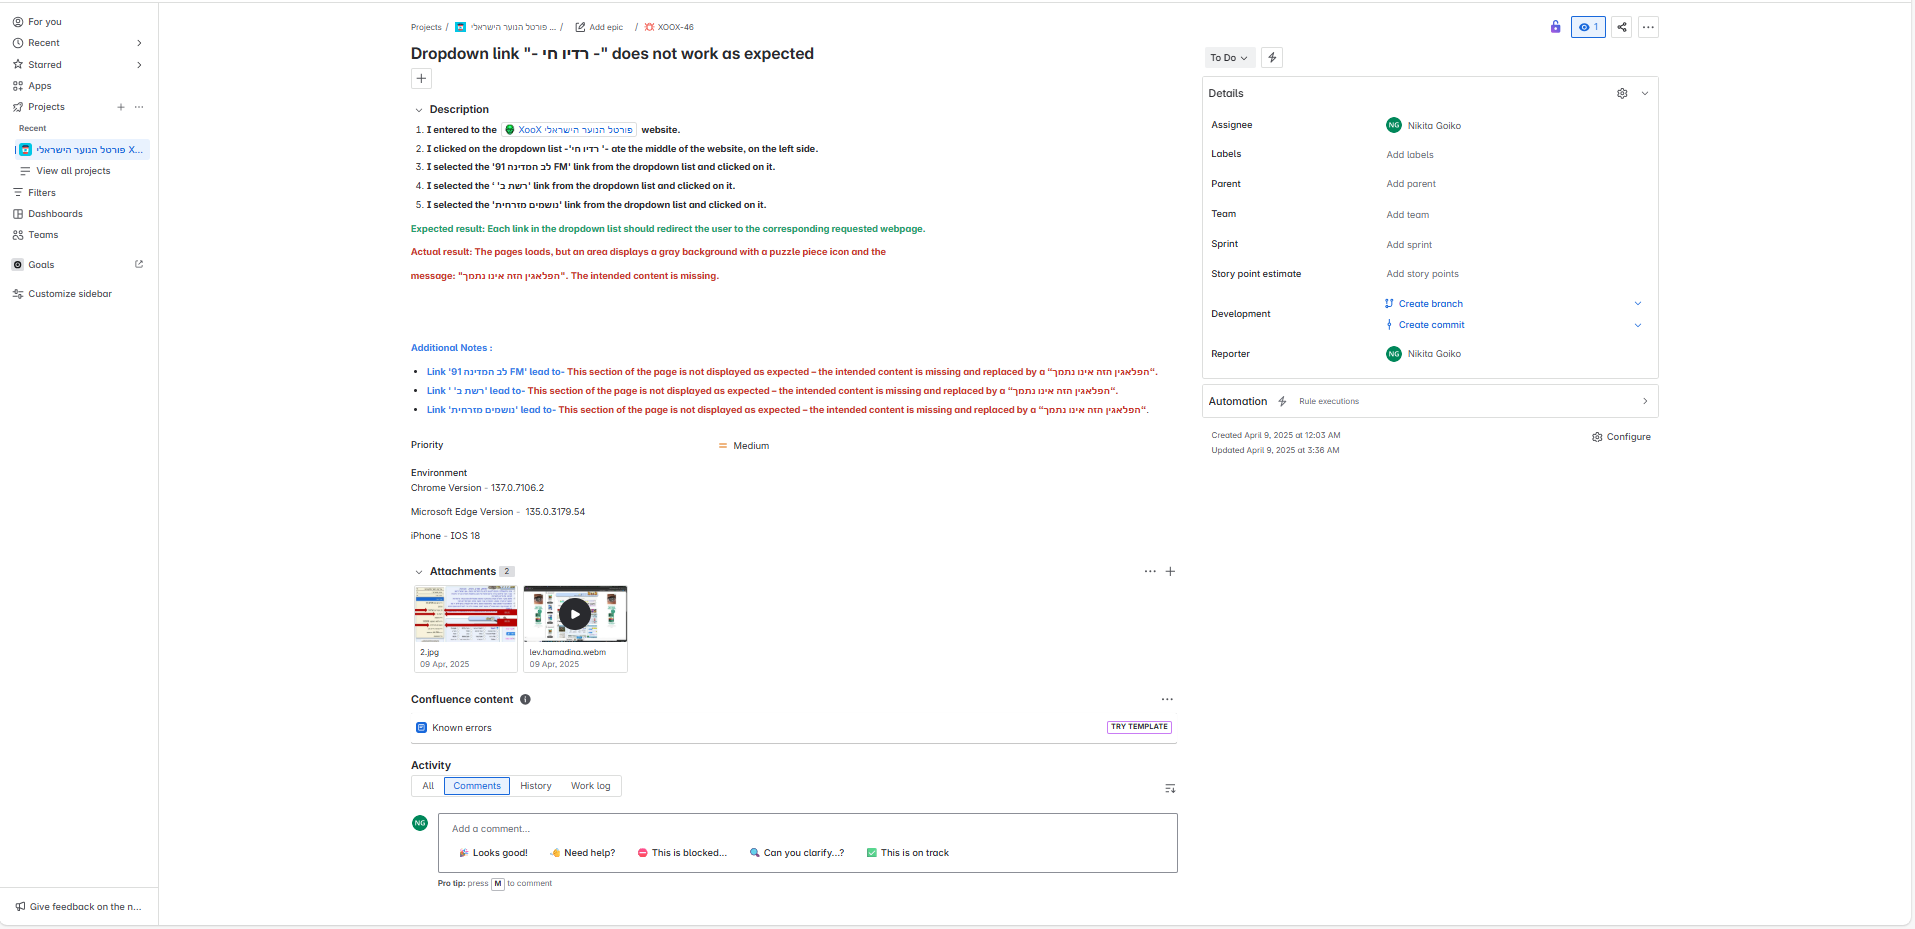 For you
Recent
Starred
Apps
Projects
Recent
פורטל הנוער הישראלי X...
View all projects
Filters
Dashboards
Teams
Goals
Customize sidebar
Give feedback on the n...
Projects / פורטל הנוער הישראלי ... / Add epic / XOOX-46
Dropdown link "- רדיו חי -" does not work as expected
Description
1. I entered to the XooX פורטל הנוער הישראלי website.
2. I clicked on the dropdown list -'רדיו חי '- ate the middle of the website, on the left side.
3. I selected the '91 לב המדינה FM' link from the dropdown list and clicked on it.
4. I selected the ' רשת ב'' link from the dropdown list and clicked on it.
5. I selected the 'נושמים מזרחית' link from the dropdown list and clicked on it.
Expected result: Each link in the dropdown list should redirect the user to the corresponding requested webpage.
Actual result: The pages loads, but an area displays a gray background with a puzzle piece icon and the
message: "הפלאגין הזה אינו נתמך". The intended content is missing.
Additional Notes :
Link '91 לב המדינה FM' lead to- This section of the page is not displayed as expected – the intended content is missing and replaced by a “הפלאגין הזה אינו נתמך“.
Link ' רשת ב'' lead to- This section of the page is not displayed as expected – the intended content is missing and replaced by a “הפלאגין הזה אינו נתמך“.
Link 'נושמים מזרחית' lead to- This section of the page is not displayed as expected – the intended content is missing and replaced by a “הפלאגין הזה אינו נתמך“.
Priority Medium
Environment
Chrome Version - 137.0.7106.2
Microsoft Edge Version - 135.0.3179.54
iPhone - IOS 18
Attachments 2
2.jpg
09 Apr, 2025
lev.hamadina.webm
09 Apr, 2025
Confluence content
Known errors TRY TEMPLATE
Activity
All Comments History Work log
NG
Add a comment...
Looks good! Need help? This is blocked... Can you clarify...? This is on track
Pro tip: press M to comment
1
To Do
Details
Assignee NG Nikita Goiko
Labels Add labels
Parent Add parent
Team Add team
Sprint Add sprint
Story point estimate Add story points
Development Create branch
Create commit
Reporter NG Nikita Goiko
Automation Rule executions
Created April 9, 2025 at 12:03 AM
Updated April 9, 2025 at 3:36 AM
Configure